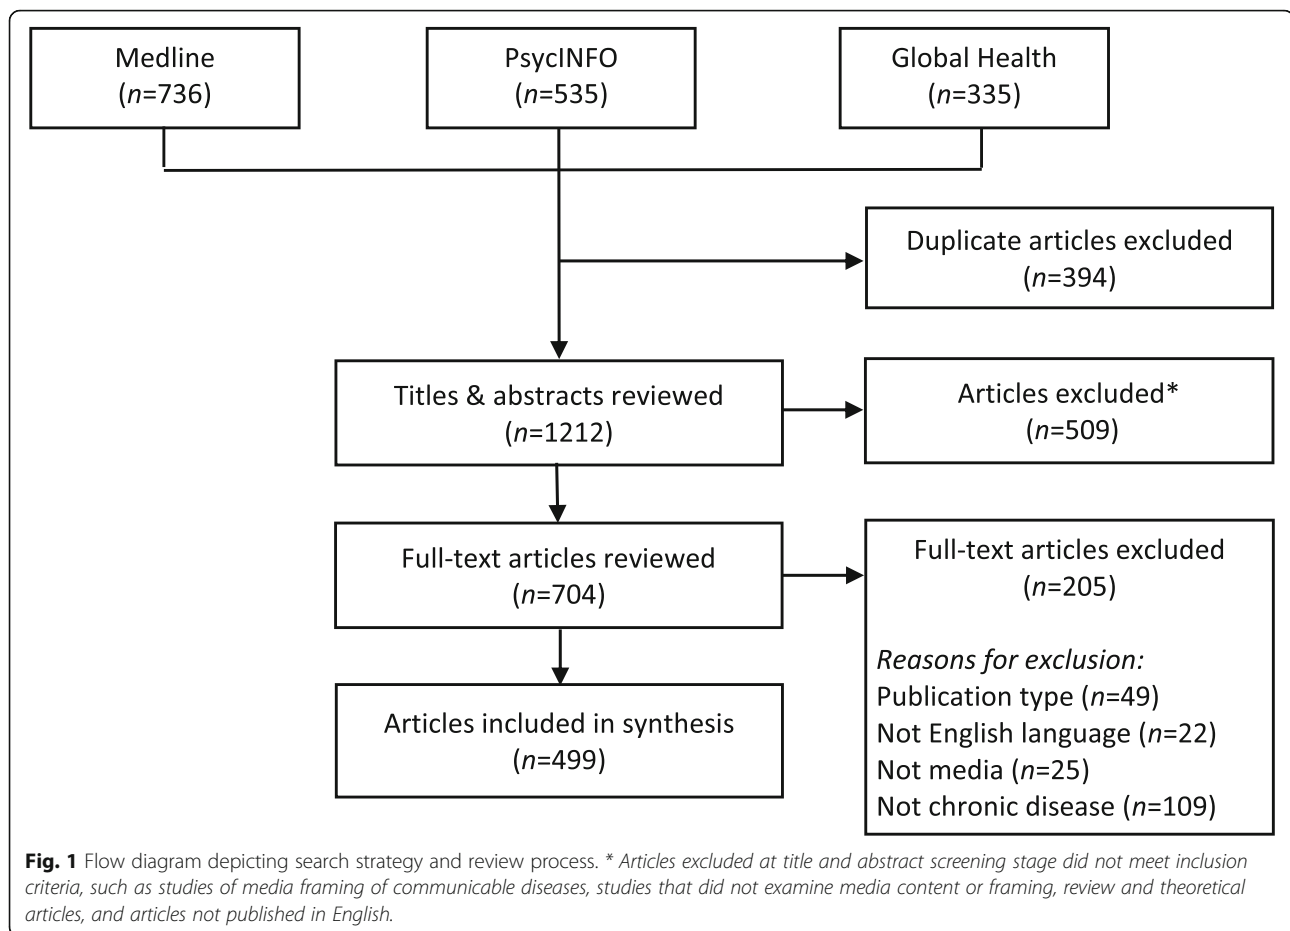 Medline
(n=736)
PsycINFO
(n=535)
Global Health
(n=335)
Duplicate articles excluded
(n=394)
Titles & abstracts reviewed
(n=1212)
Articles excluded*
(n=509)
Full-text articles reviewed
(n=704)
Full-text articles excluded
(n=205)
Reasons for exclusion:
Publication type (n=49)
Not English language (n=22)
Not media (n=25)
Not chronic disease (n=109)
Articles included in synthesis
(n=499)
Fig. 1 Flow diagram depicting search strategy and review process. * Articles excluded at title and abstract screening stage did not meet inclusion
criteria, such as studies of media framing of communicable diseases, studies that did not examine media content or framing, review and theoretical
articles, and articles not published in English.